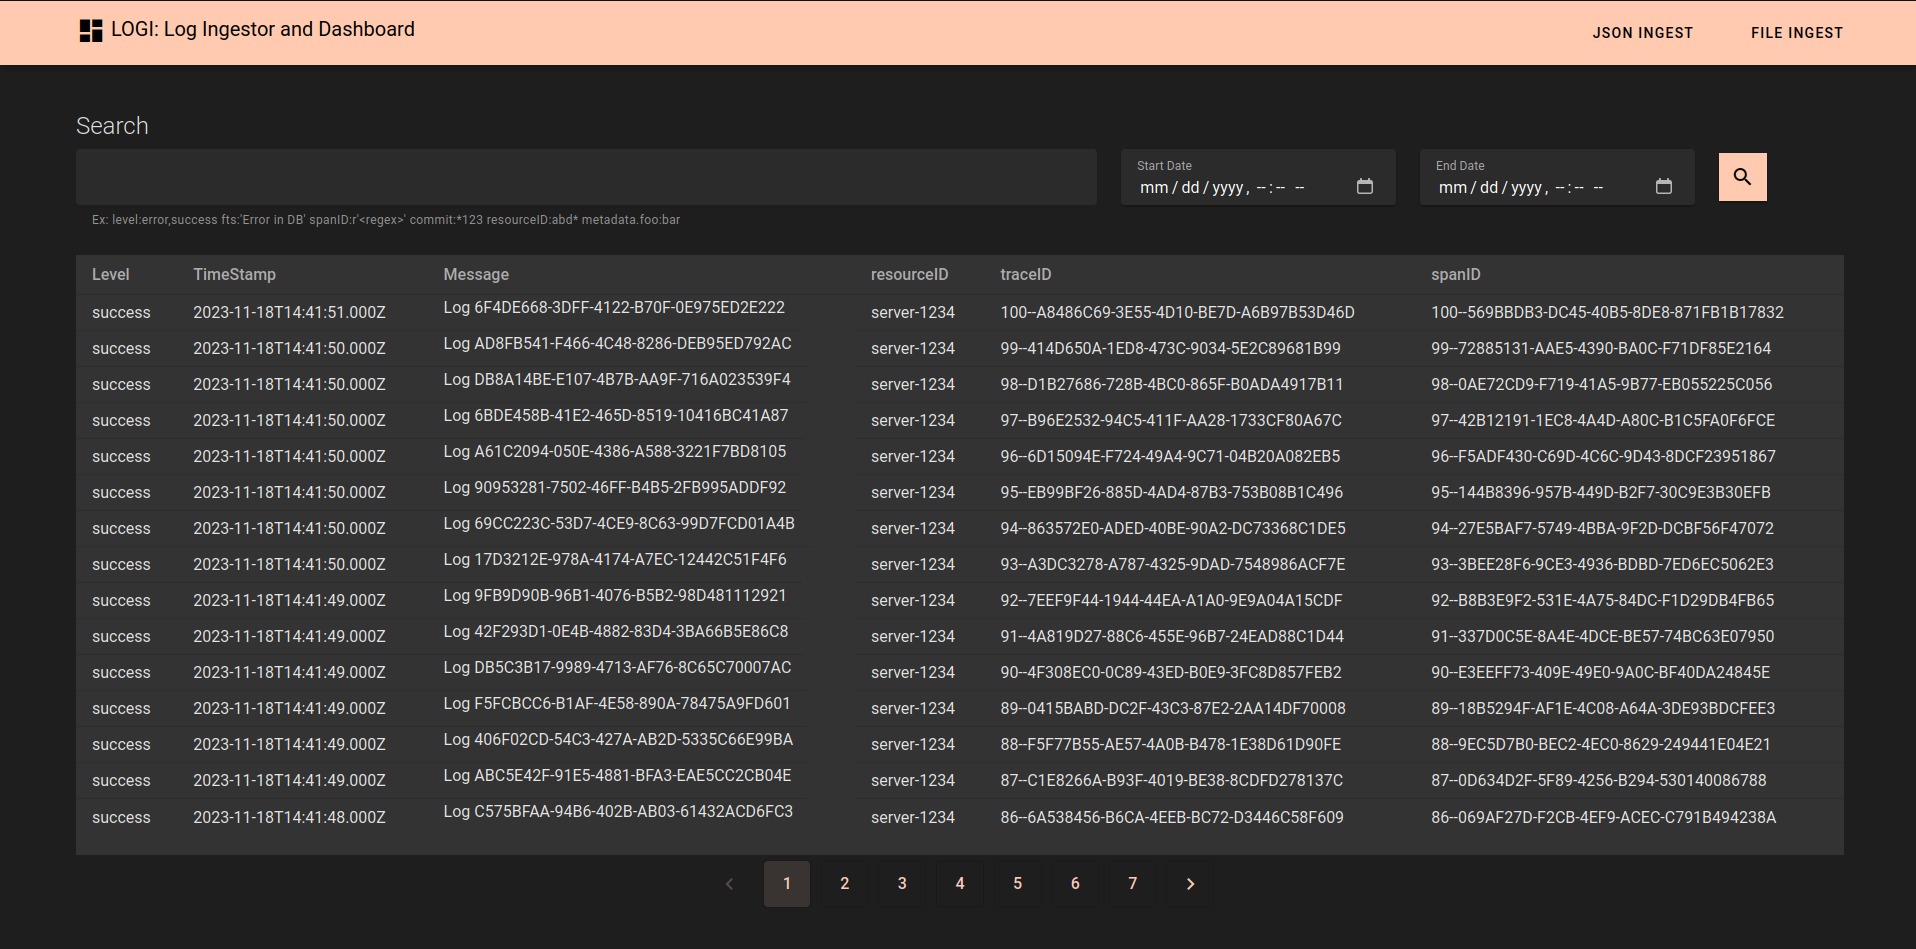 LOGI: Log Ingestor and Dashboard JSON INGEST FILE INGEST
Search
Start Date End Date
mm/dd/yyyy, --:-- -- mm/dd/yyyy, --:-- --
Ex: level:error,success fts:'Error in DB' spanID:r'<regex>' commit:*123 resourceID:abd* metadata.foo:bar
Level TimeStamp Message resourceID traceID spanID
success 2023-11-18T14:41:51.000Z Log 6F4DE668-3DFF-4122-B70F-0E975ED2E222 server-1234 100--A8486C69-3E55-4D10-BE7D-A6B97B53D46D 100--569BBDB3-DC45-40B5-8DE8-871FB1B17832
success 2023-11-18T14:41:50.000Z Log AD8FB541-F466-4C48-8286-DEB95ED792AC server-1234 99--414D650A-1ED8-473C-9034-5E2C89681B99 99--72885131-AAE5-4390-BA0C-F71DF85E2164
success 2023-11-18T14:41:50.000Z Log DB8A14BE-E107-4B7B-AA9F-716A023539F4 server-1234 98--D1B27686-728B-4BC0-865F-B0ADA4917B11 98--0AE72CD9-F719-41A5-9B77-EB055225C056
success 2023-11-18T14:41:50.000Z Log 6BDE458B-41E2-465D-8519-10416BC41A87 server-1234 97--B96E2532-94C5-411F-AA28-1733CF80A67C 97--42B12191-1EC8-4A4D-A80C-B1C5FA0F6FCE
success 2023-11-18T14:41:50.000Z Log A61C2094-050E-4386-A588-3221F7BD8105 server-1234 96--6D15094E-F724-49A4-9C71-04B20A082EB5 96--F5ADF430-C69D-4C6C-9D43-8DCF23951867
success 2023-11-18T14:41:50.000Z Log 90953281-7502-46FF-B4B5-2FB995ADDF92 server-1234 95--EB99BF26-885D-4AD4-87B3-753B08B1C496 95--144B8396-957B-449D-B2F7-30C9E3B30EFB
success 2023-11-18T14:41:50.000Z Log 69CC223C-53D7-4CE9-8C63-99D7FCD01A4B server-1234 94--863572E0-ADED-40BE-90A2-DC73368C1DE5 94--27E5BAF7-5749-4BBA-9F2D-DCBF56F47072
success 2023-11-18T14:41:50.000Z Log 17D3212E-978A-4174-A7EC-12442C51F4F6 server-1234 93--A3DC3278-A787-4325-9DAD-7548986ACF7E 93--3BEE28F6-9CE3-4936-BDBD-7ED6EC5062E3
success 2023-11-18T14:41:49.000Z Log 9FB9D90B-96B1-4076-B5B2-98D481112921 server-1234 92--7EEF9F44-1944-44EA-A1A0-9E9A04A15CDF 92--B8B3E9F2-531E-4A75-84DC-F1D29DB4FB65
success 2023-11-18T14:41:49.000Z Log 42F293D1-0E4B-4882-83D4-3BA66B5E86C8 server-1234 91--4A819D27-88C6-455E-96B7-24EAD88C1D44 91--337D0C5E-8A4E-4DCE-BE57-74BC63E07950
success 2023-11-18T14:41:49.000Z Log DB5C3B17-9989-4713-AF76-8C65C70007AC server-1234 90--4F308EC0-0C89-43ED-B0E9-3FC8D857FEB2 90--E3EEFF73-409E-49E0-9A0C-BF40DA24845E
success 2023-11-18T14:41:49.000Z Log F5FCBCC6-B1AF-4E58-890A-78475A9FD601 server-1234 89--0415BABD-DC2F-43C3-87E2-2AA14DF70008 89--18B5294F-AF1E-4C08-A64A-3DE93BDCFEE3
success 2023-11-18T14:41:49.000Z Log 406F02CD-54C3-427A-AB2D-5335C66E99BA server-1234 88--F5F77B55-AE57-4A0B-B478-1E38D61D90FE 88--9EC5D7B0-BEC2-4EC0-8629-249441E04E21
success 2023-11-18T14:41:49.000Z Log ABC5E42F-91E5-4881-BFA3-EAE5CC2CB04E server-1234 87--C1E8266A-B93F-4019-BE38-8CDFD278137C 87--0D634D2F-5F89-4256-B294-530140086788
success 2023-11-18T14:41:48.000Z Log C575BFAA-94B6-402B-AB03-61432ACD6FC3 server-1234 86--6A538456-B6CA-4EEB-BC72-D3446C58F609 86--069AF27D-F2CB-4EF9-ACEC-C791B494238A
1 2 3 4 5 6 7